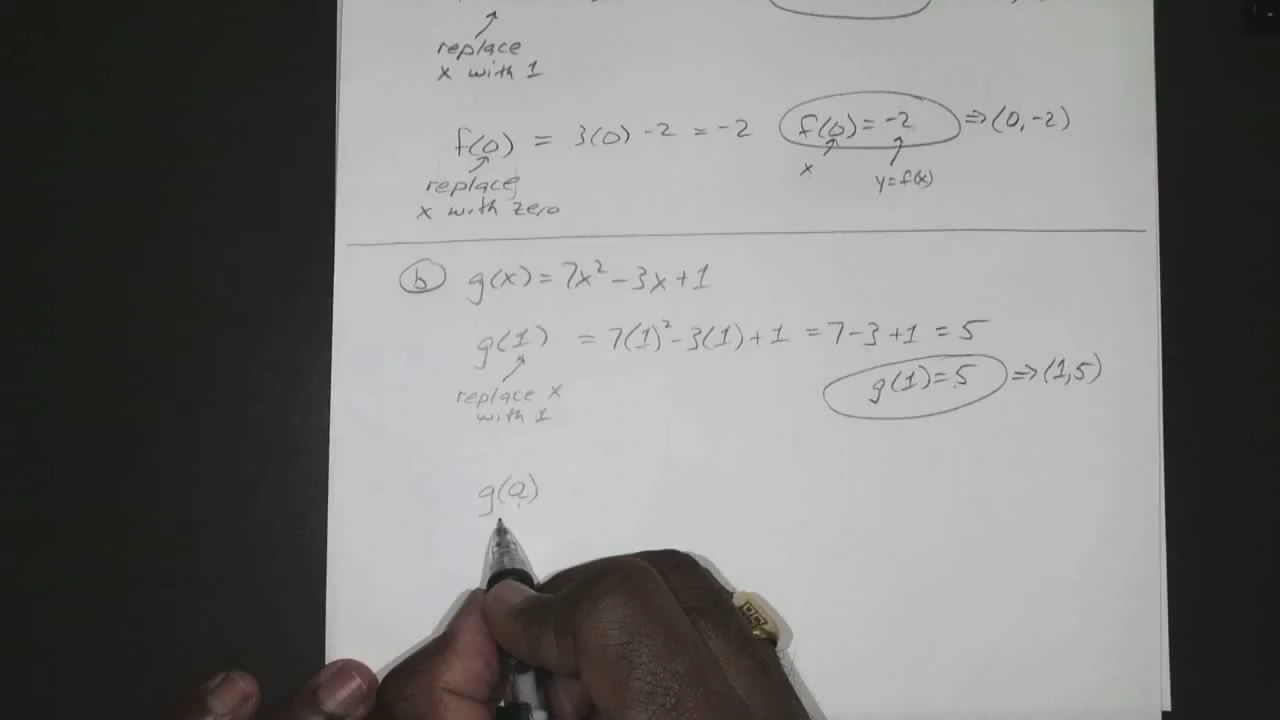 replace
x with 1
f(0) = 3(0) - 2 = -2 f(0) = -2 ⇒ (0, -2)
x y = f(x)
replace
x with zero
b g(x) = 7x² - 3x + 1
g(1) = 7(1)² - 3(1) + 1 = 7 - 3 + 1 = 5
g(1) = 5 ⇒ (1,5)
replace x
with 1
g(a)